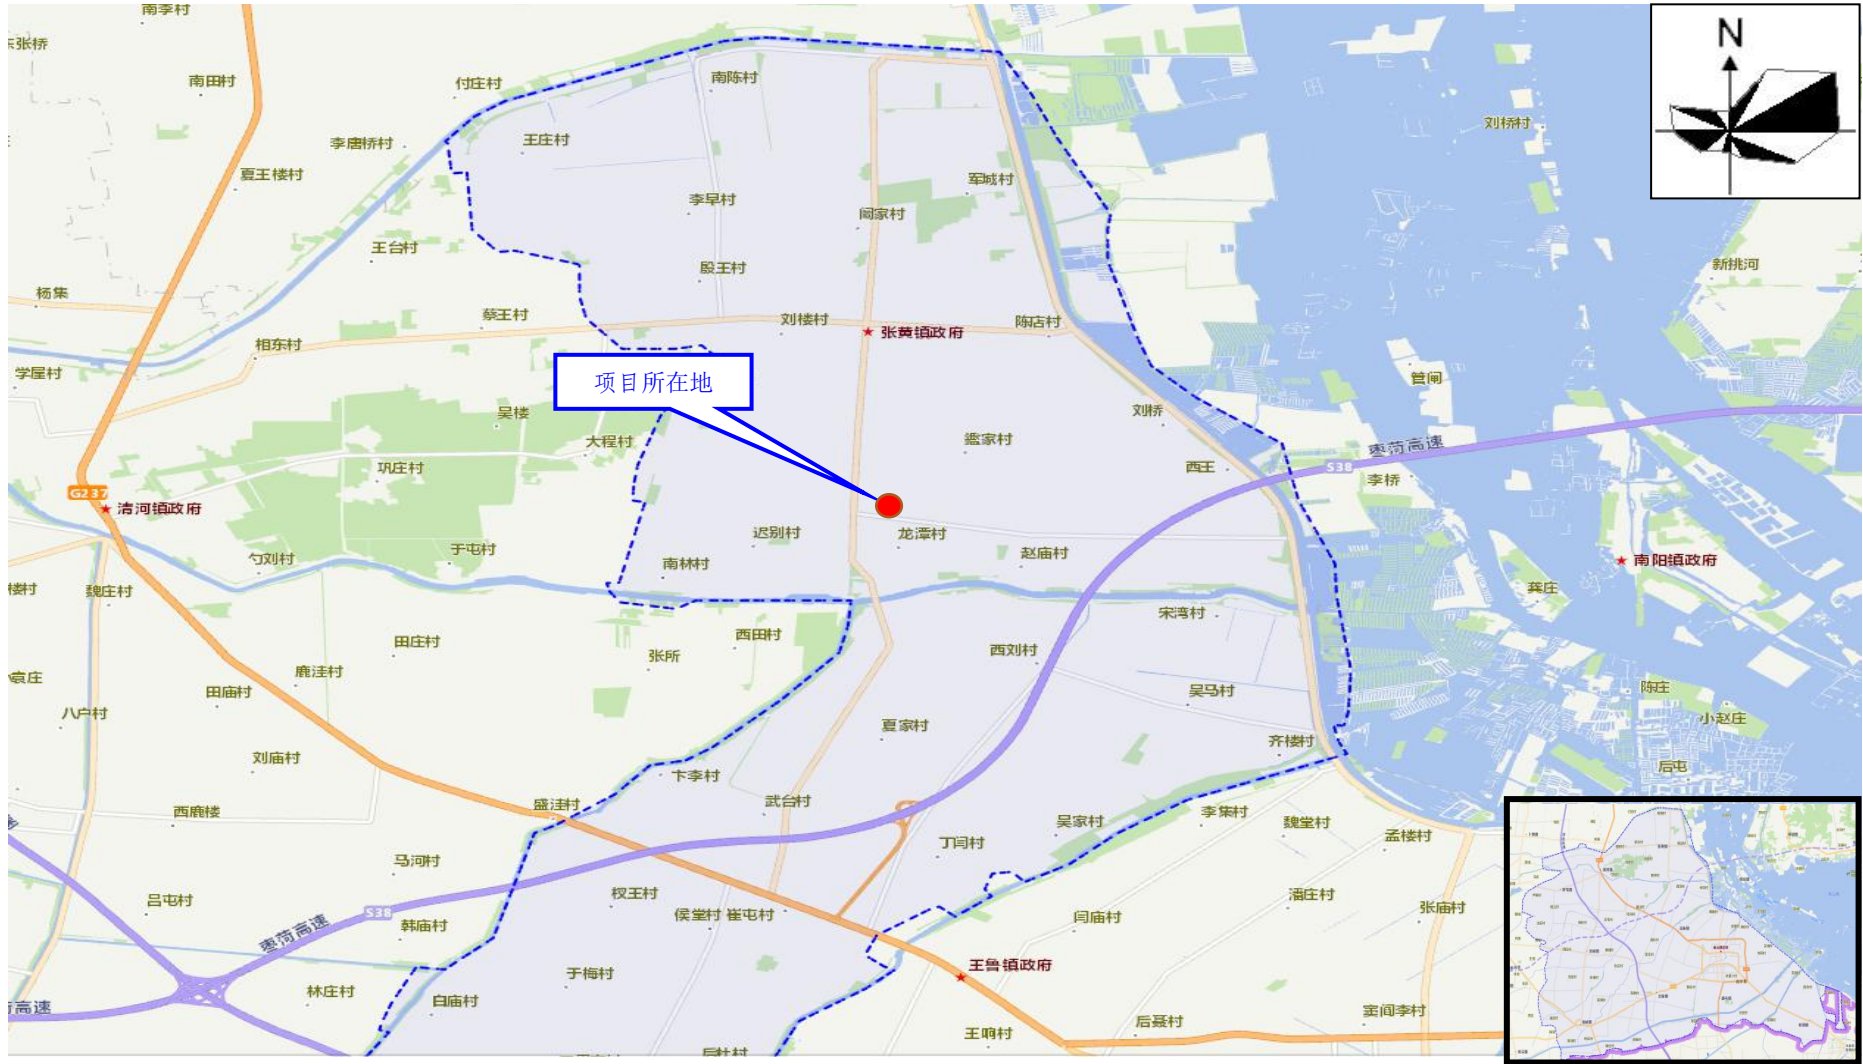 南李村
N
张桥
南田村
付庄村
南陈村
刘桥村
李唐桥村
王庄村
夏王楼村
军城村
李早村
阚家村
王台村
殷王村
新挑河
杨集
蔡王村
刘楼村
陈店村
张黄镇政府
相东村
学屋村
项目所在地
管闸
吴楼
刘桥
大程村
鑑家村
枣菏高速
巩庄村
西王
S38
李桥
G237
清河镇政府
迟别村
龙潭村
于屯村
赵庙村
勺刘村
南林村
南阳镇政府
楼村
魏庄村
龚庄
宋湾村
西田村
田庄村
张所
西刘村
鹿洼村
袁庄
田庙村
吴马村
陈庄
八户村
小赵庄
夏家村
齐楼村
刘庙村
后屯
卞李村
盛洼村
武台村
西鹿楼
李集村
吴家村
魏堂村
孟楼村
丁闫村
马河村
杈王村
潘庄村
吕屯村
张庙村
S38
侯堂村
崔屯村
闫庙村
韩庙村
枣菏高速
王鲁镇政府
于梅村
林庄村
白庙村
高速
窦阎李村
后聂村
王晌村
后杜村